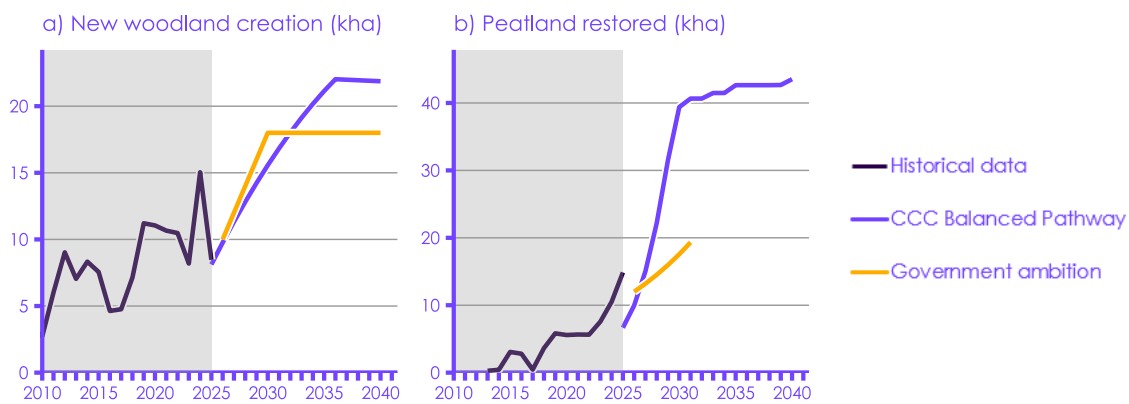 a) New woodland creation (kha)
20
15
10
5
0
2010 2015 2020 2025 2030 2035 2040
b) Peatland restored (kha)
40
30
20
10
0
2010 2015 2020 2025 2030 2035 2040
Historical data
CCC Balanced Pathway
Government ambition